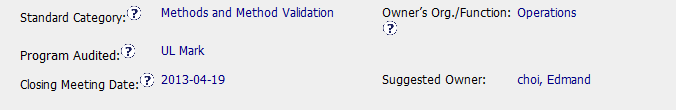 Standard Category: ? Methods and Method Validation Owner's Org./Function: Operations
?
Program Audited: ? UL Mark
Closing Meeting Date: ? 2013-04-19 Suggested Owner: choi, Edmand